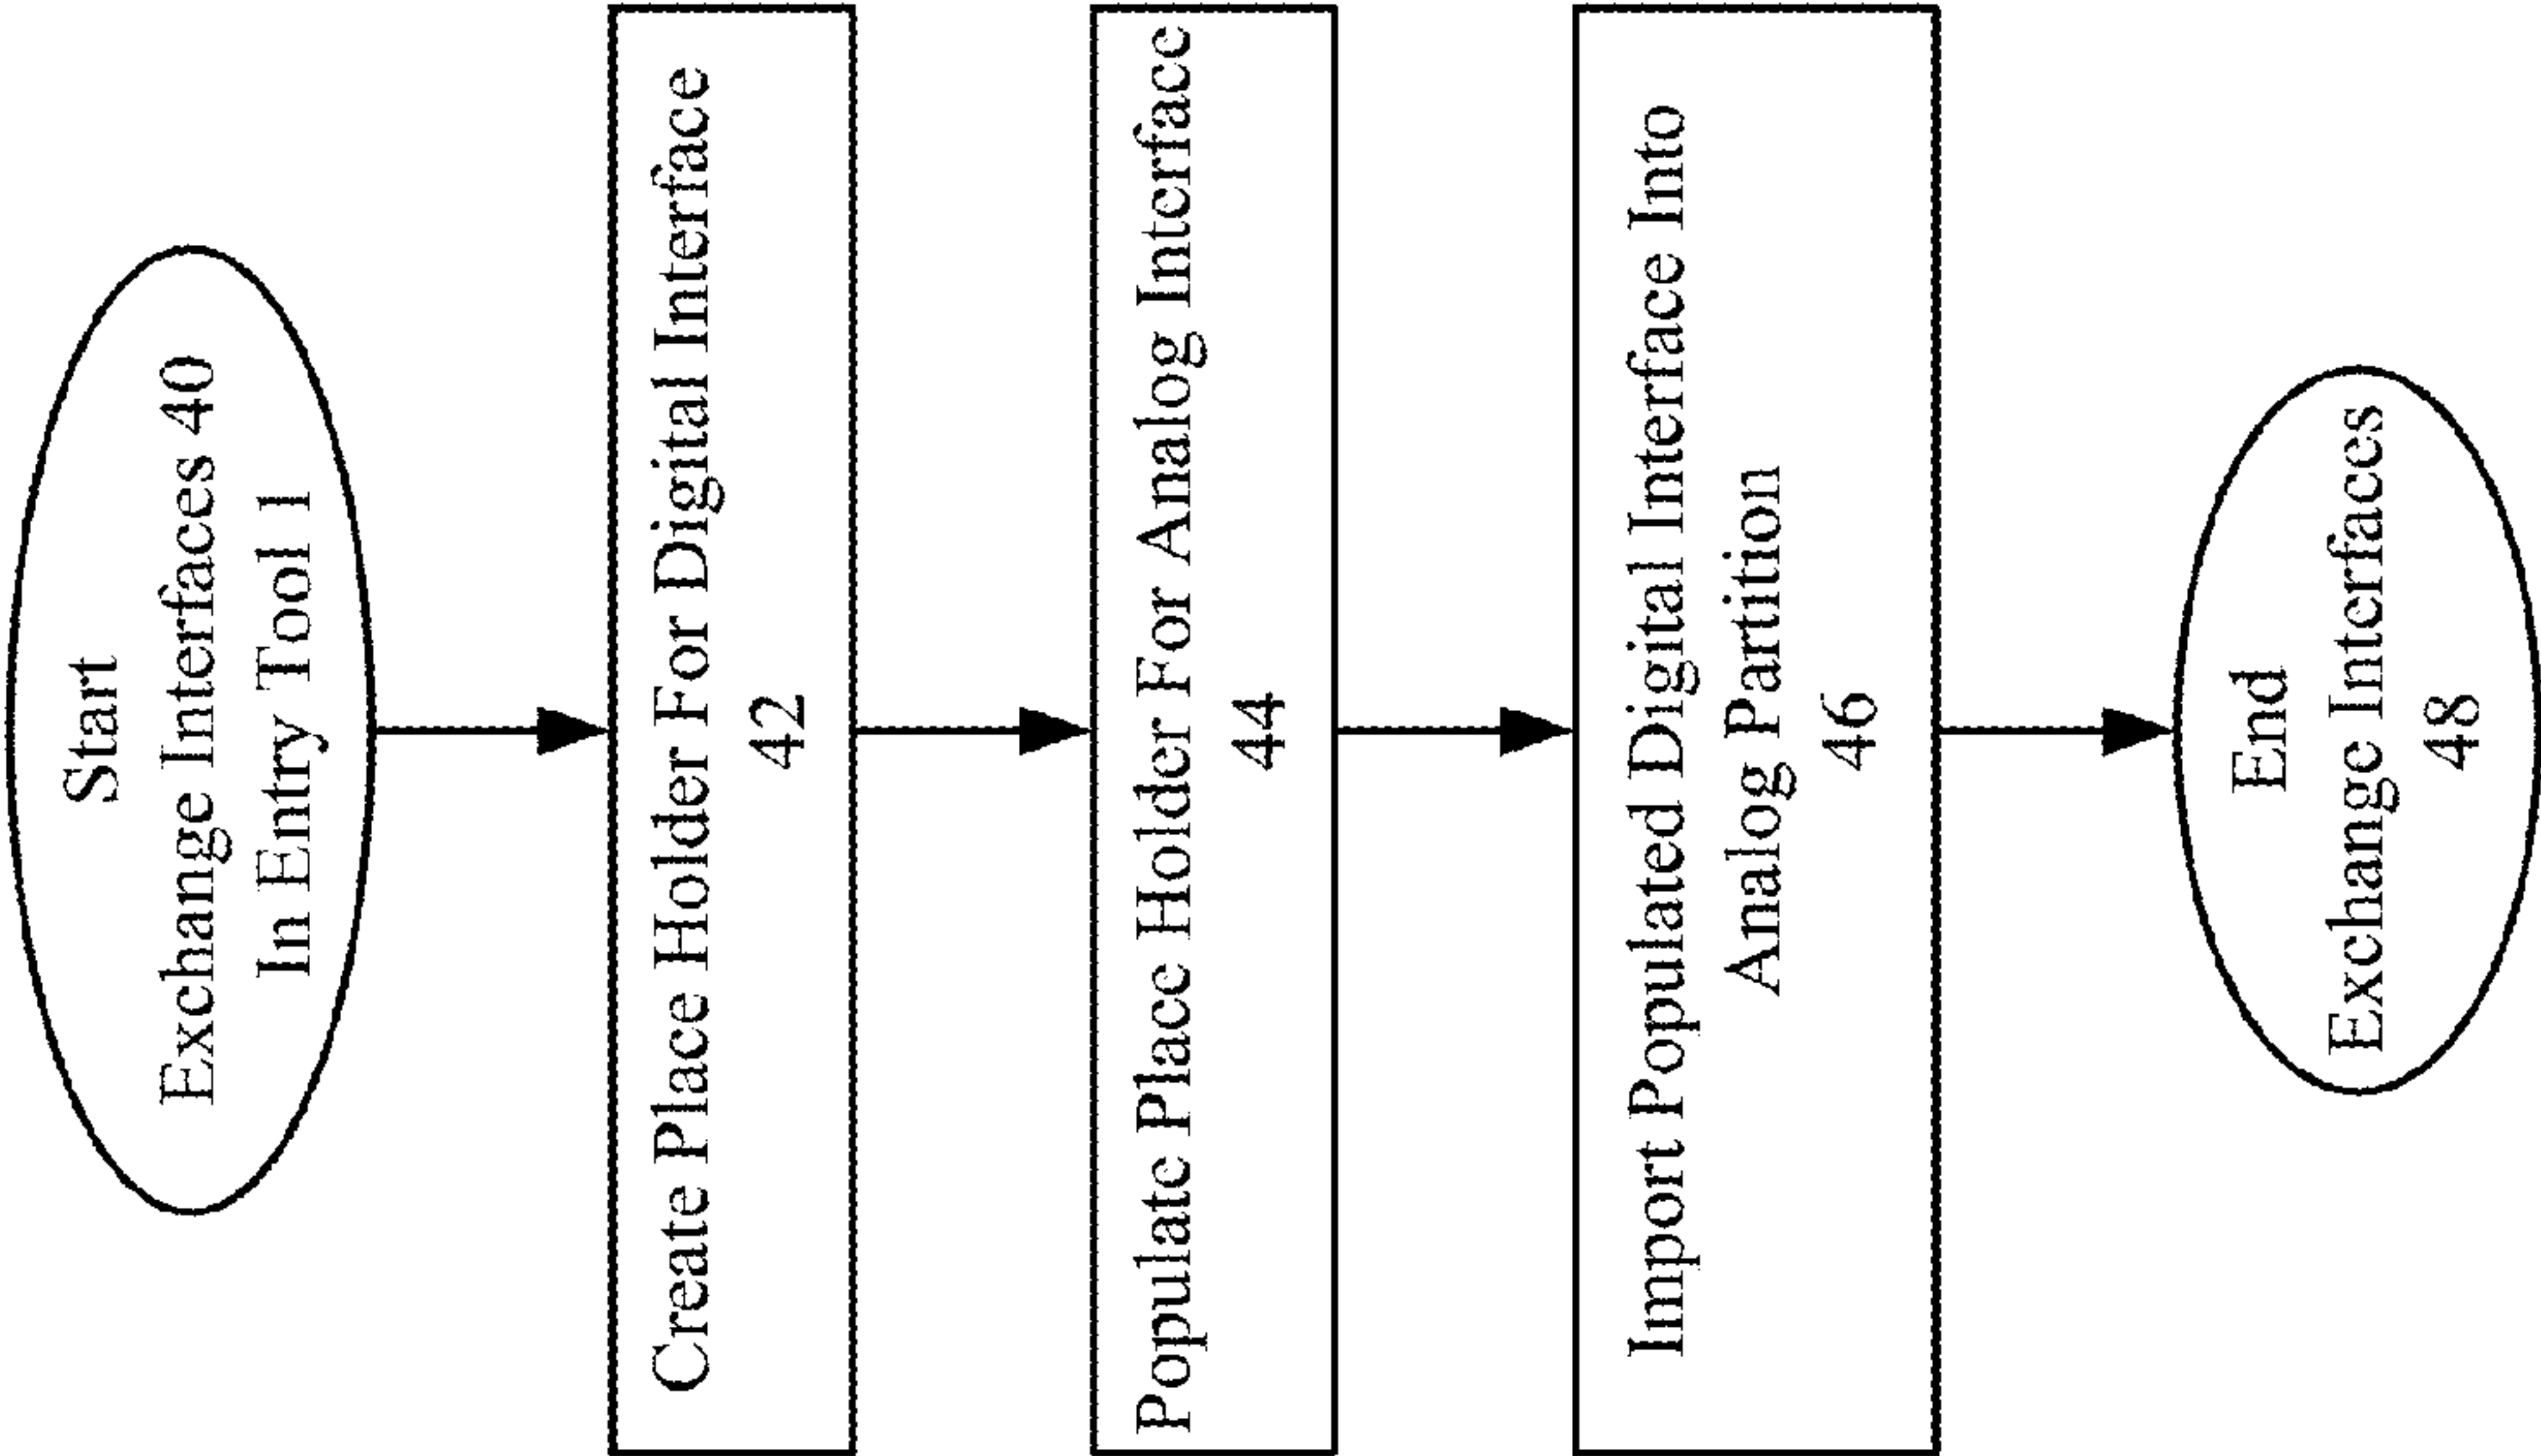 Start
Exchange Interfaces 40
In Entry Tool 1
Create Place Holder For Digital Interface
42
Populate Place Holder For Analog Interface
44
Import Populated Digital Interface Into
Analog Partition
46
End
Exchange Interfaces
48